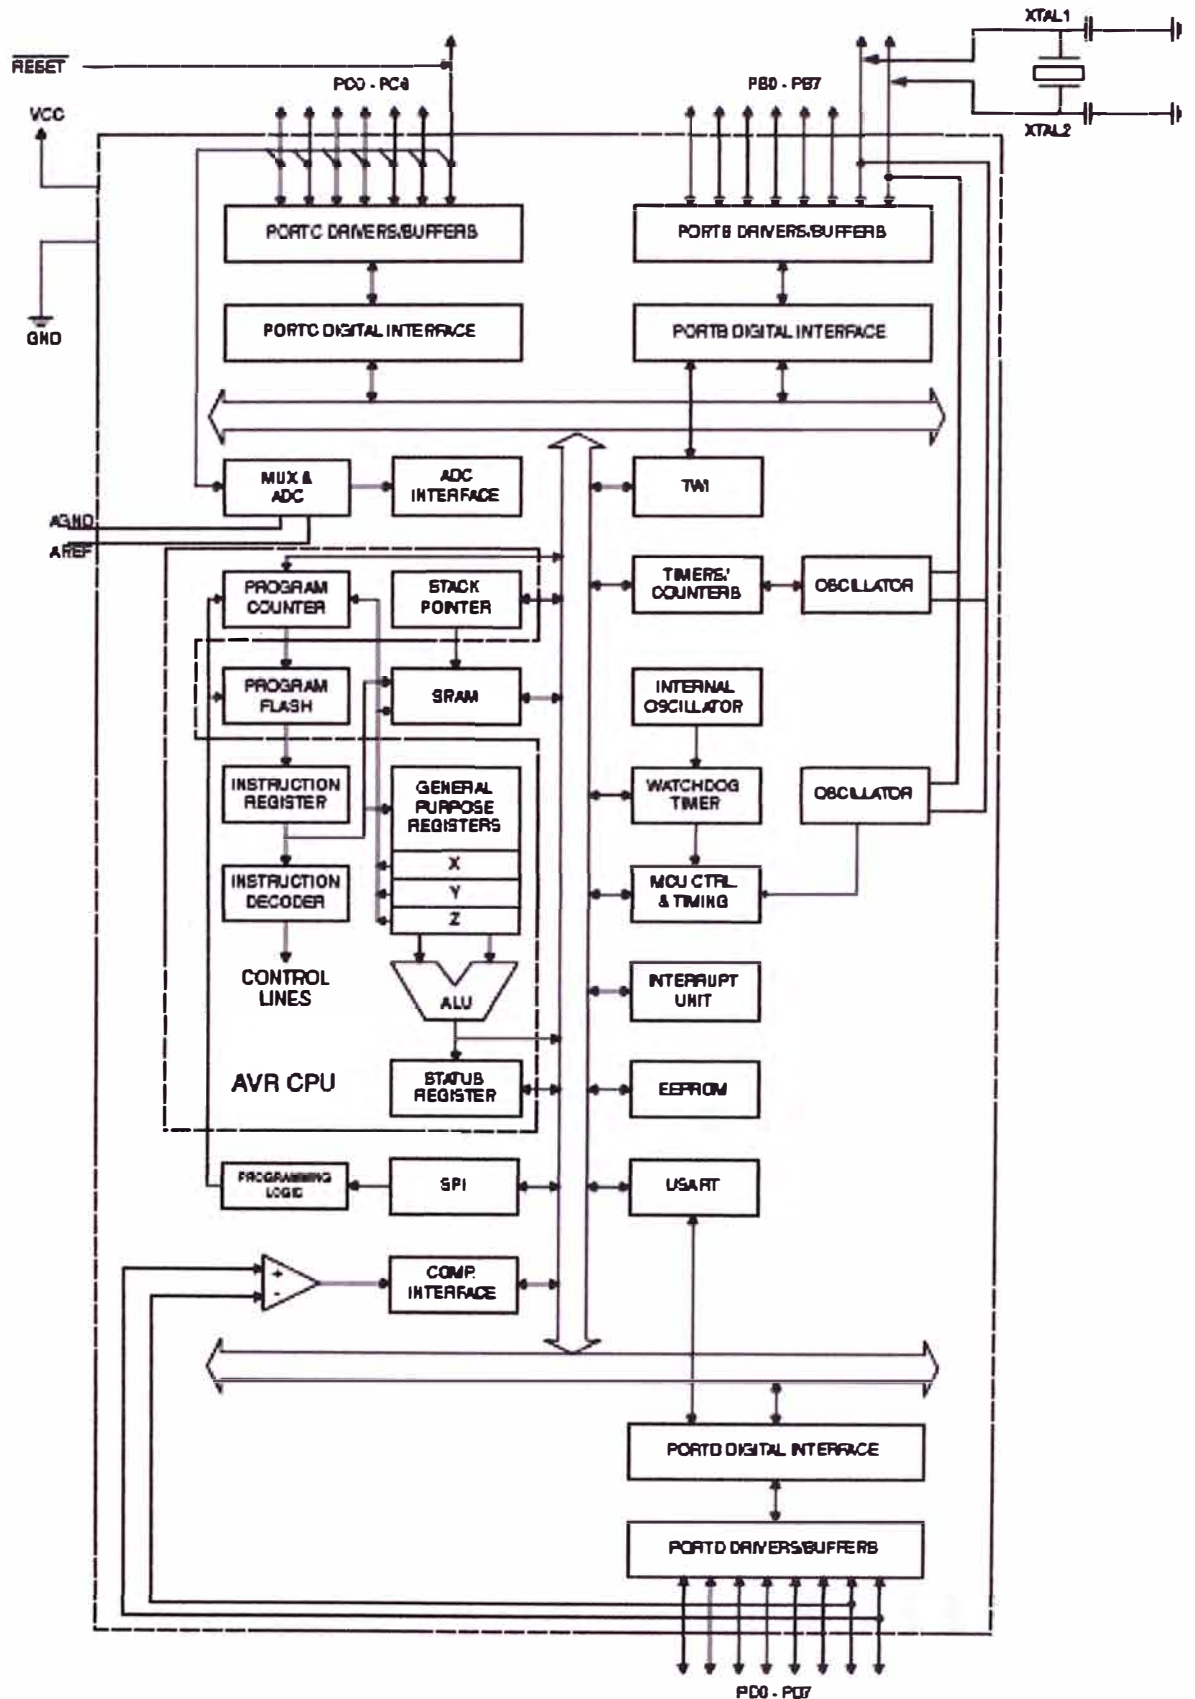 XTAL1
RESET
PC0 - PC6
PB0 - PB7
VCC
XTAL2
PORTC DRIVERS/BUFFERS
PORTB DRIVERS/BUFFERS
PORTC DIGITAL INTERFACE
PORTB DIGITAL INTERFACE
GND
MUX &
ADC
ADC
INTERFACE
TWI
AGND
AREF
PROGRAM
COUNTER
STACK
POINTER
TIMERS/
COUNTERS
OSCILLATOR
PROGRAM
FLASH
SRAM
INTERNAL
OSCILLATOR
INSTRUCTION
REGISTER
GENERAL
PURPOSE
REGISTERS
WATCHDOG
TIMER
OSCILLATOR
X
INSTRUCTION
DECODER
Y
MCU CTRL.
& TIMING
Z
CONTROL
LINES
INTERRUPT
UNIT
ALU
AVR CPU
STATUS
REGISTER
EEPROM
PROGRAMMING
LOGIC
SPI
USART
+
-
COMP.
INTERFACE
PORTD DIGITAL INTERFACE
PORTD DRIVERS/BUFFERS
PD0 - PD7